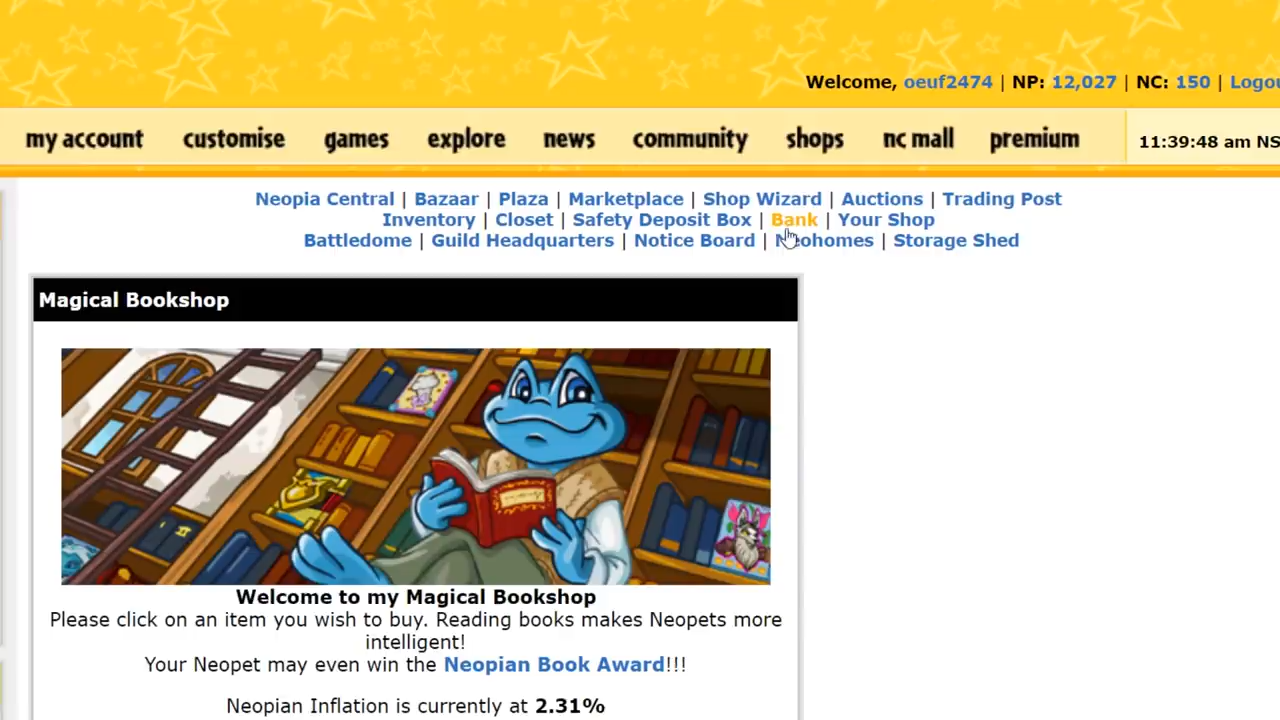 Welcome, oeuf2474 | NP: 12,027 | NC: 150 |
my account customise games explore news community shops nc mall premium 11:39:48 am
Neopia Central | Bazaar | Plaza | Marketplace | Shop Wizard | Auctions | Trading Post
Inventory | Closet | Safety Deposit Box | Bank | Your Shop
Battledome | Guild Headquarters | Notice Board | Neohomes | Storage Shed
Magical Bookshop
Welcome to my Magical Bookshop
Please click on an item you wish to buy. Reading books makes Neopets more
intelligent!
Your Neopet may even win the Neopian Book Award!!!
Neopian Inflation is currently at 2.31%